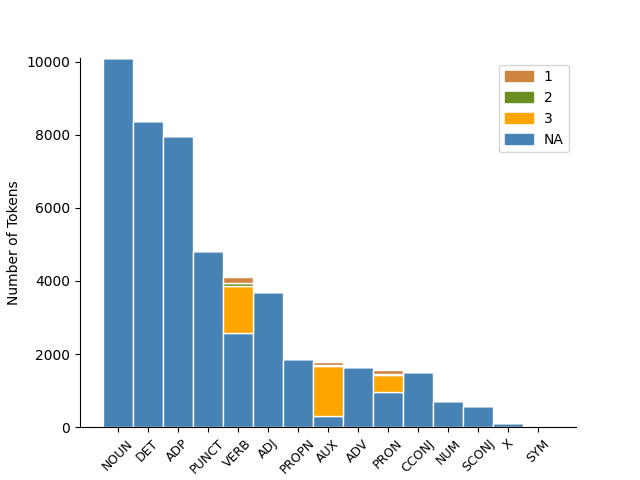 10000
8000
6000
4000
2000
0
Number of Tokens
1
2
3
NA
NOUN
DET
ADP
PUNCT
VERB
ADJ
PROPN
AUX
ADV
PRON
CCONJ
NUM
SCONJ
X
SYM